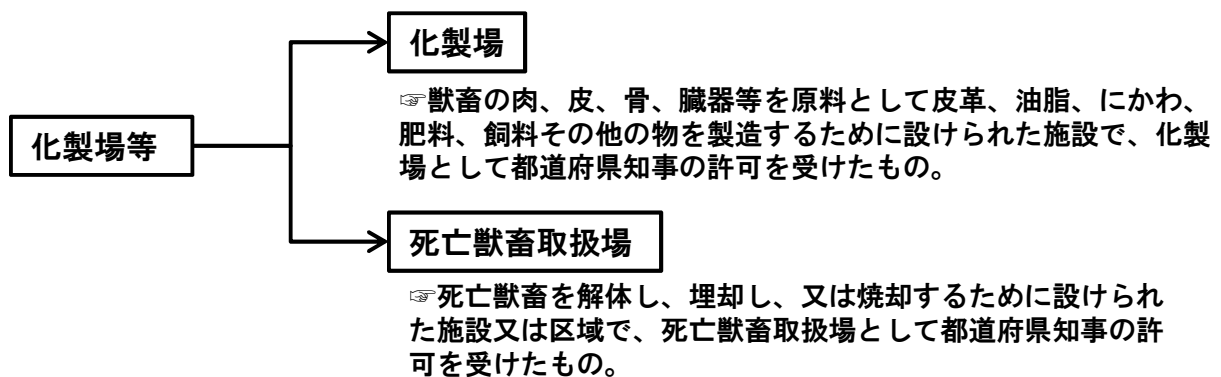 化製場
☞獣畜の肉、皮、骨、臓器等を原料として皮革、油脂、にかわ、
肥料、飼料その他の物を製造するために設けられた施設で、化製
場として都道府県知事の許可を受けたもの。
化製場等
死亡獣畜取扱場
☞死亡獣畜を解体し、埋却し、又は焼却するために設けられ
た施設又は区域で、死亡獣畜取扱場として都道府県知事の許
可を受けたもの。